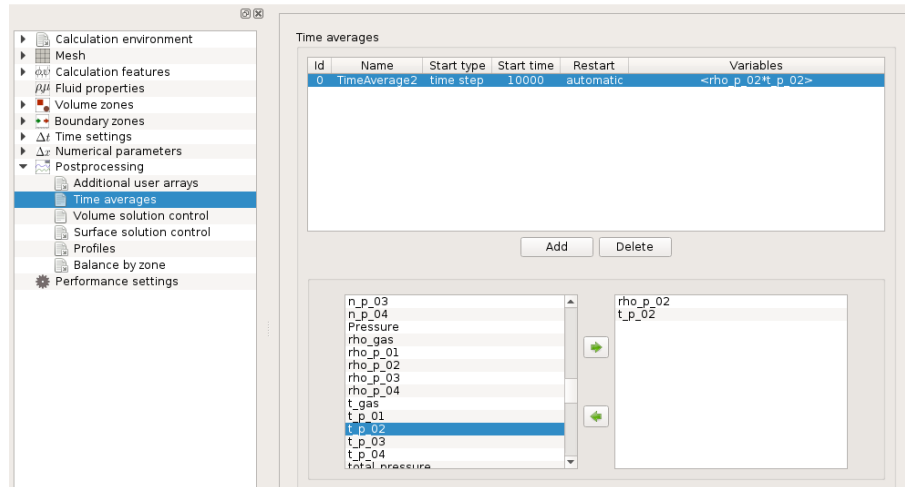 Calculation environment
Mesh
Calculation features
Fluid properties
Volume zones
Boundary zones
Δt Time settings
Δx Numerical parameters
Postprocessing
Additional user arrays
Time averages
Volume solution control
Surface solution control
Profiles
Balance by zone
Performance settings
Time averages
Id Name Start type Start time Restart Variables
0 TimeAverage2 time step 10000 automatic <rho_p_02*t_p_02>
Add Delete
n_p_03
n_p_04
Pressure
rho_gas
rho_p_01
rho_p_02
rho_p_03
rho_p_04
t_gas
t_p_01
t_p_02
t_p_03
t_p_04
total_pressure
rho_p_02
t_p_02